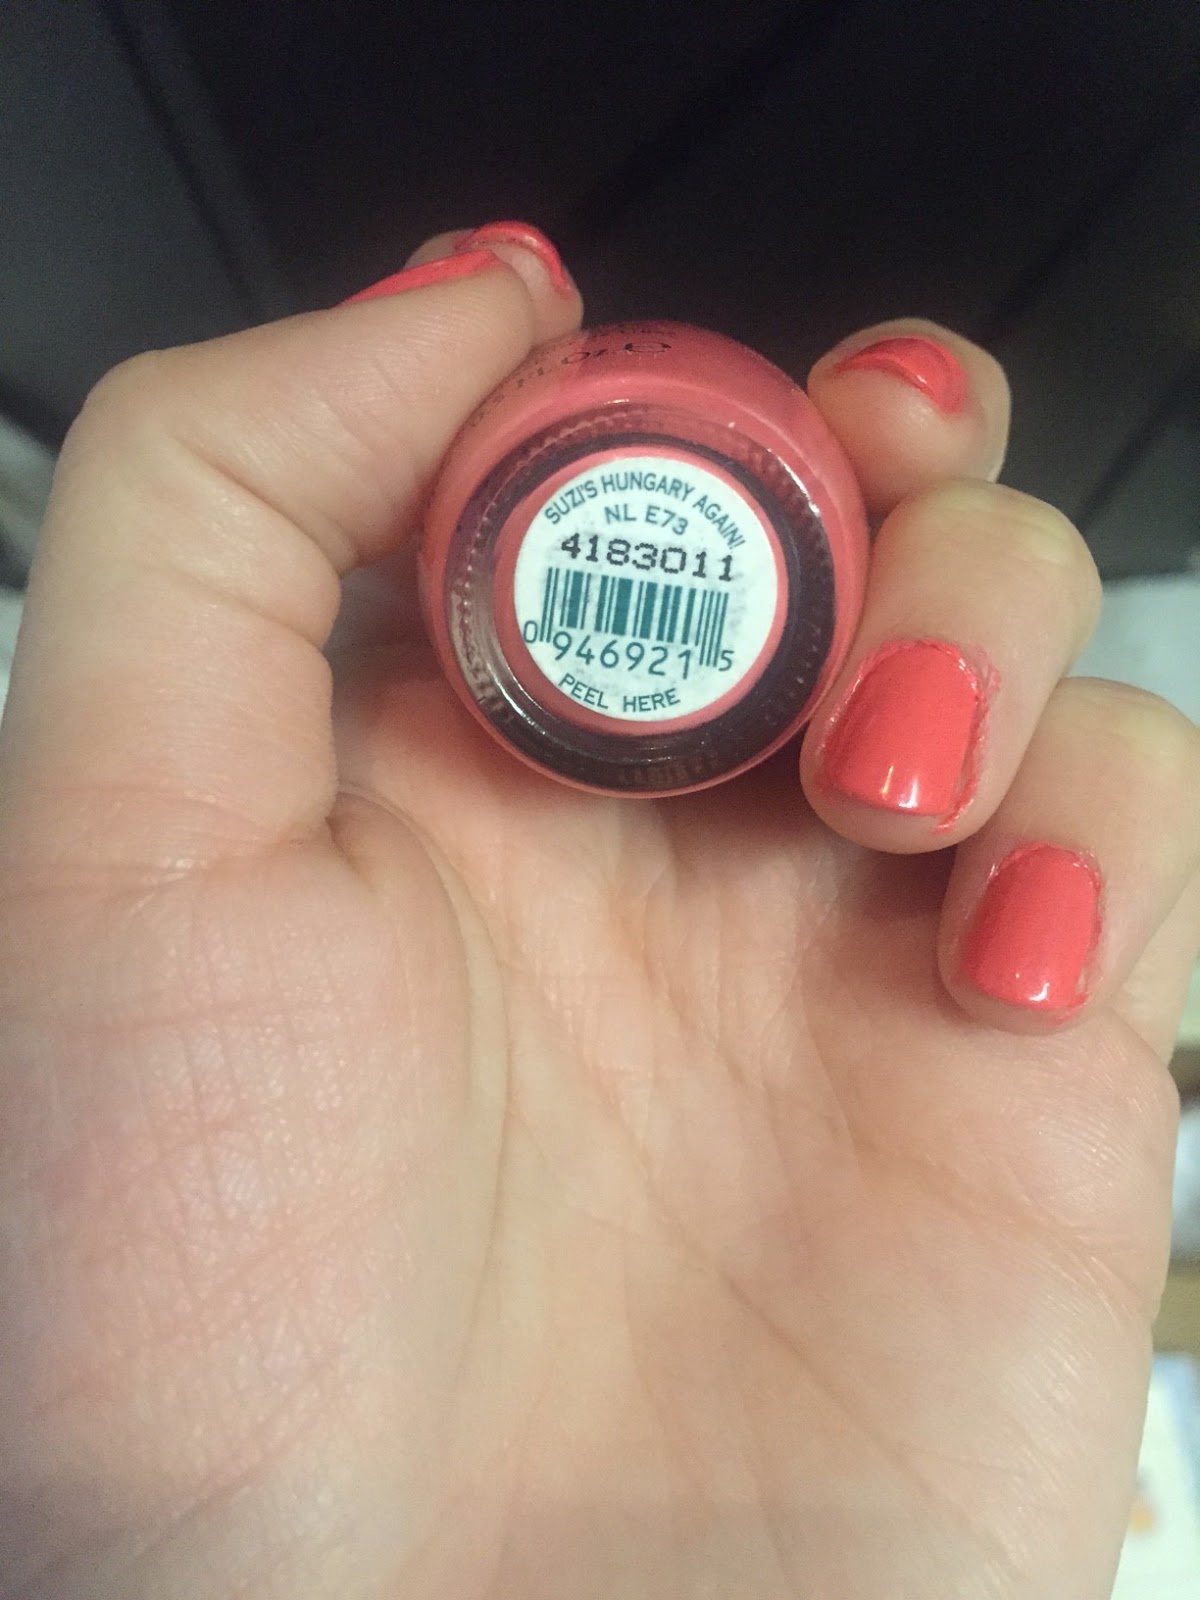 SUZI'S HUNGARY AGAIN!
NL E73
4183011
0 946921 5
PEEL HERE